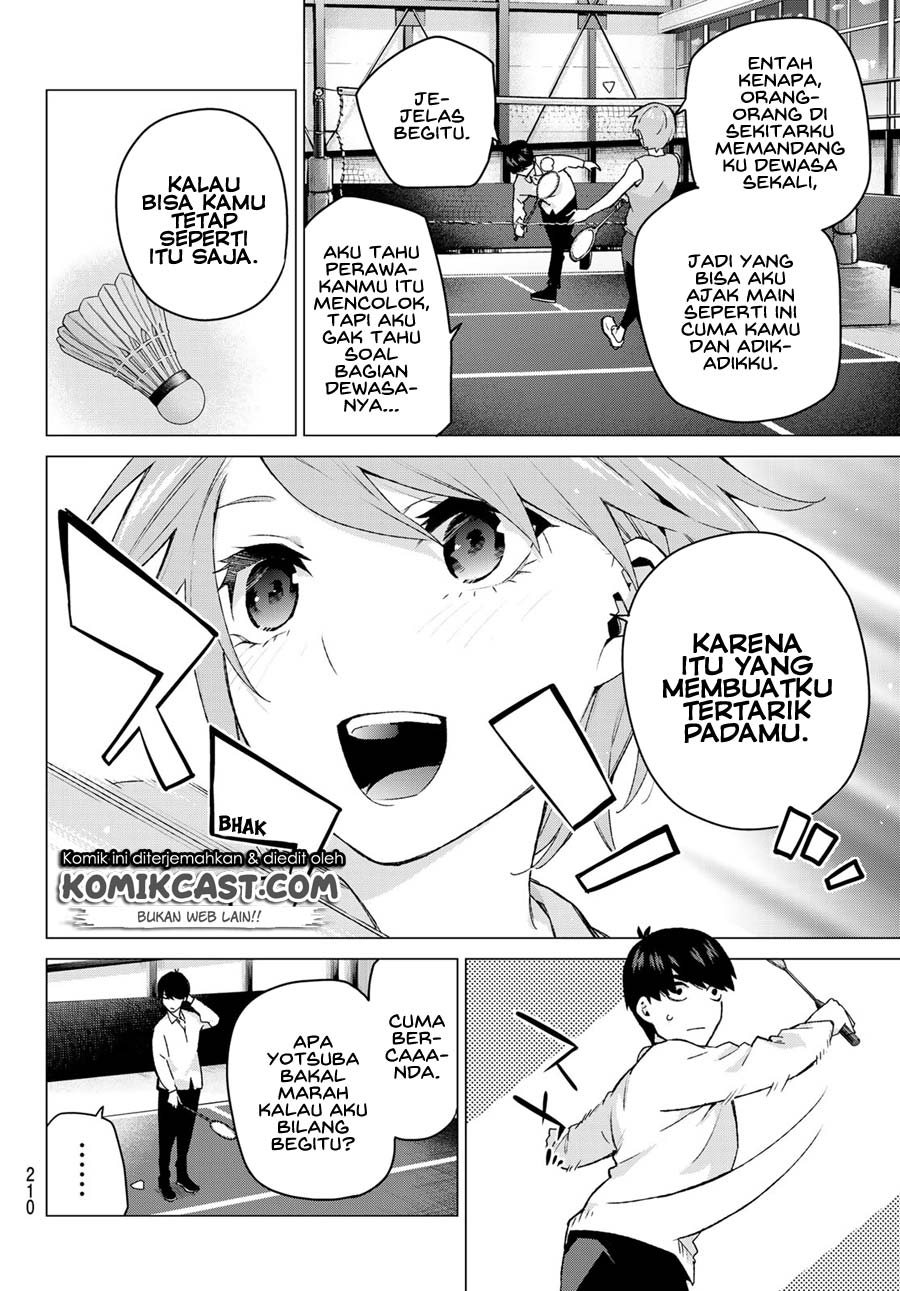 ENTAH
KENAPA,
ORANG-
ORANG DI
SEKITARKU
MEMANDANG
KU DEWASA
SEKALI,
JADI YANG
BISA AKU
AJAK MAIN
SEPERTI INI
CUMA KAMU
DAN ADIK-
ADIKKU.
JE-
JELAS
BEGITU.
AKU TAHU
PERAWA-
KANMU ITU
MENCOLOK,
TAPI AKU
GAK TAHU
SOAL
BAGIAN
DEWASA-
NYA...
KALAU
BISA KAMU
TETAP
SEPERTI
ITU SAJA.
KARENA
ITU YANG
MEMBUATKU
TERTARIK
PADAMU.
BHAK
Komik ini diterjemahkan & diedit oleh
KOMIKCAST.COM
BUKAN WEB LAIN!!
CUMA
BER-
CAAA-
NDA.
APA
YOTSUBA
BAKAL
MARAH
KALAU AKU
BILANG
BEGITU?
......
210